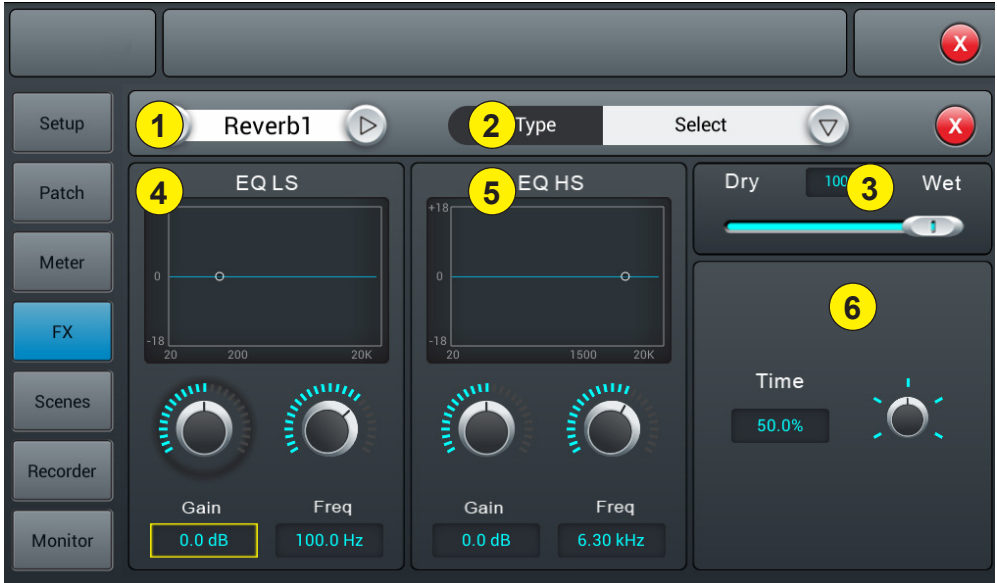 X
Setup
1
Reverb1
2
Type
Select
X
Patch
4
EQ LS
5
EQ HS
Dry
100
3
Wet
+18
Meter
0
0
FX
-18
20
200
20K
-18
20
1500
20K
6
Scenes
Time
50.0%
Recorder
Gain
Freq
Gain
Freq
Monitor
0.0 dB
100.0 Hz
0.0 dB
6.30 kHz